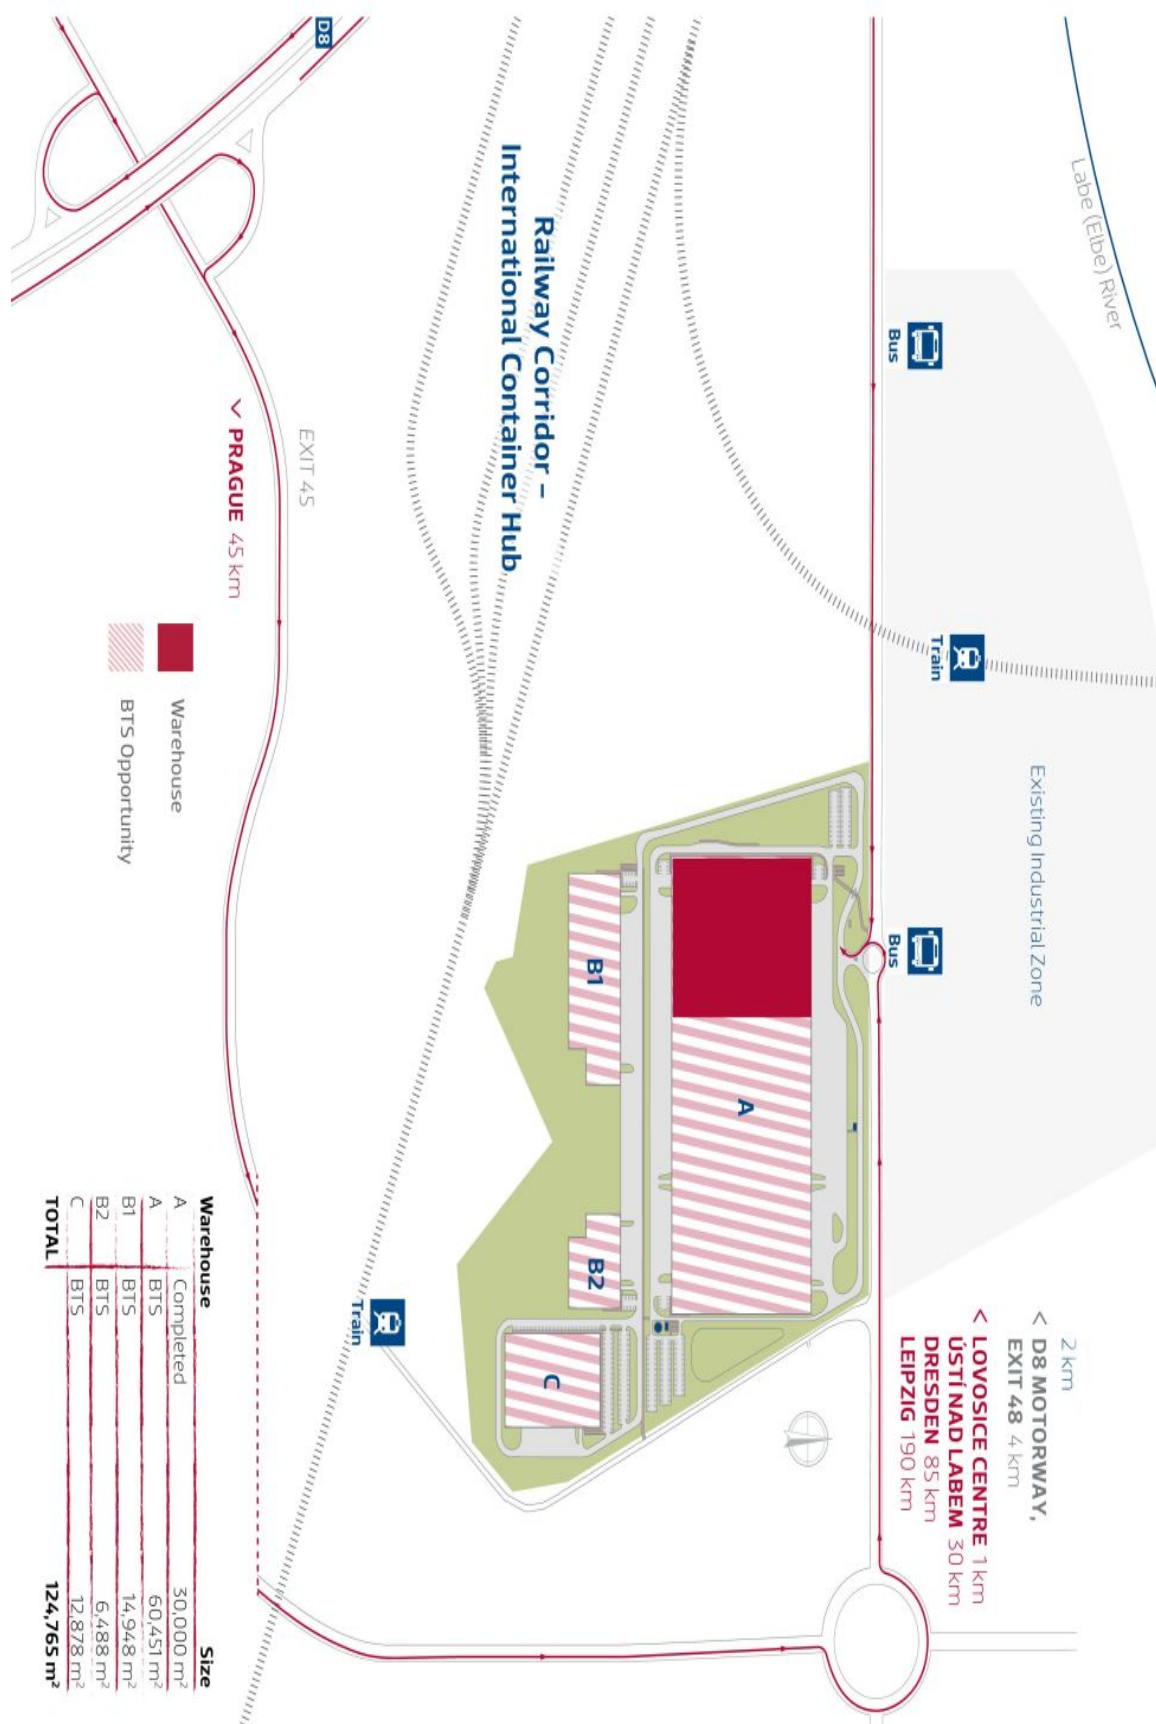 Labe (Elbe) River
2 km
< D8 MOTORWAY,
EXIT 48 4 km
< LOVOSICE CENTRE 1 km
ÚSTÍ NAD LABEM 30 km
DRESDEN 85 km
LEIPZIG 190 km
Existing Industrial Zone
Bus
Train
Bus
A
B1
B2
C
Railway Corridor –
International Container Hub
Train
D8
EXIT 45
< PRAGUE 45 km
Warehouse
BTS Opportunity
Warehouse Size
A Completed 30,000 m²
A BTS 60,451 m²
B1 BTS 14,948 m²
B2 BTS 6,488 m²
C BTS 12,878 m²
TOTAL 124,765 m²